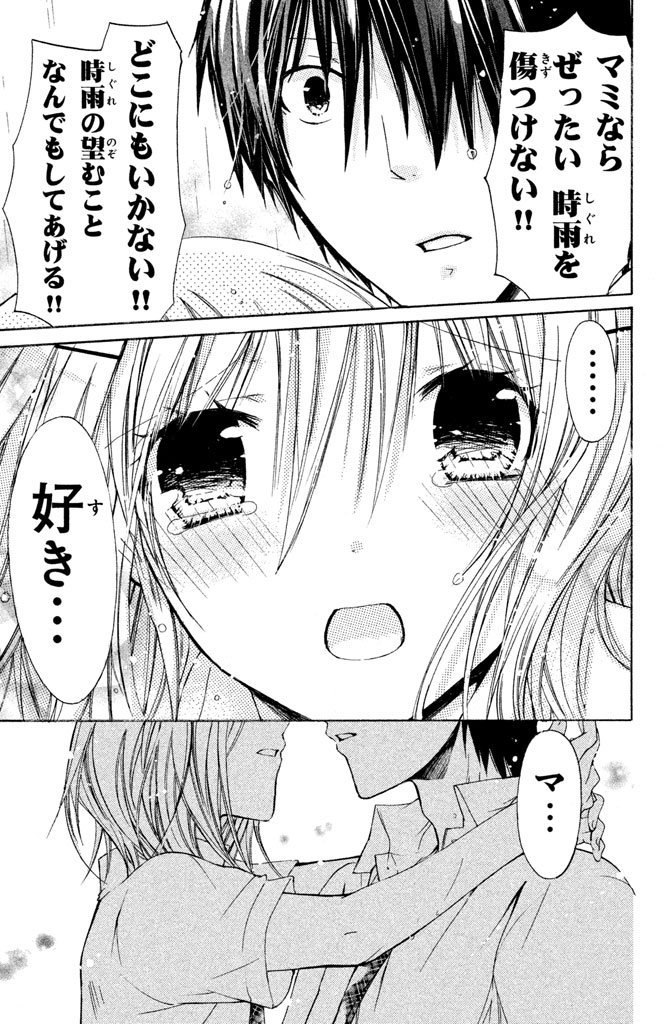 マミなら
ぜったい 時雨を
傷つけない!!
どこにもいかない!!
時雨の望むこと
なんでもしてあげる!!
……
好き…
マ…